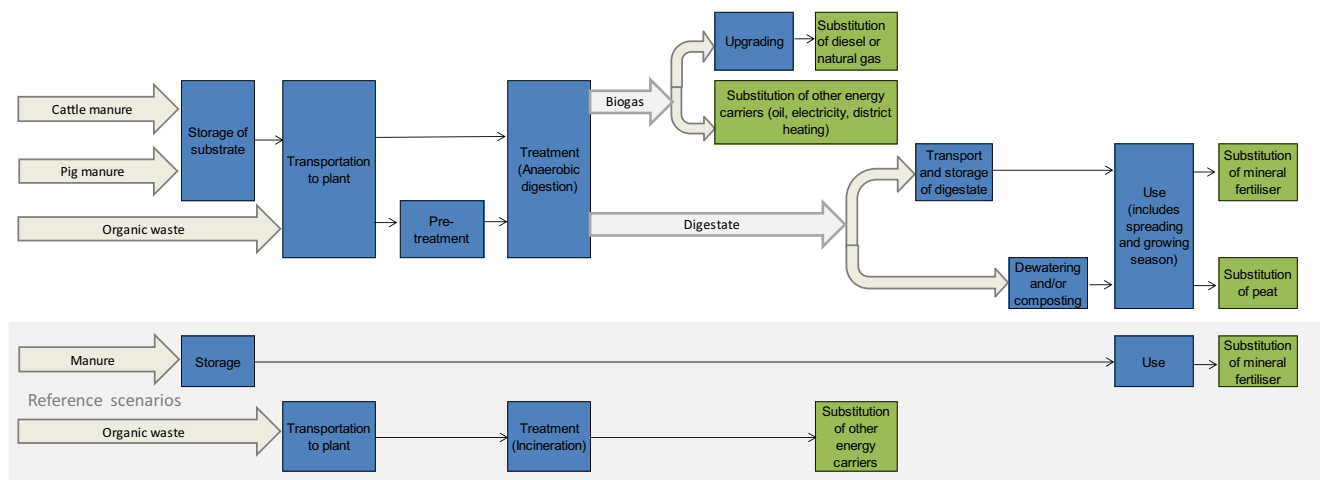 Cattle manure
Pig manure
Organic waste
Storage of
substrate
Transportation
to plant
Pre-
treatment
Treatment
(Anaerobic
digestion)
Biogas
Upgrading
Substitution
of diesel or
natural gas
Substitution of other energy
carriers (oil, electricity, district
heating)
Digestate
Transport
and storage
of digestate
Dewatering
and/or
composting
Use
(includes
spreading
and growing
season)
Substitution
of mineral
fertiliser
Substitution
of peat
Manure
Storage
Use
Substitution
of mineral
fertiliser
Reference scenarios
Organic waste
Transportation
to plant
Treatment
(Incineration)
Substitution
of other
energy
carriers